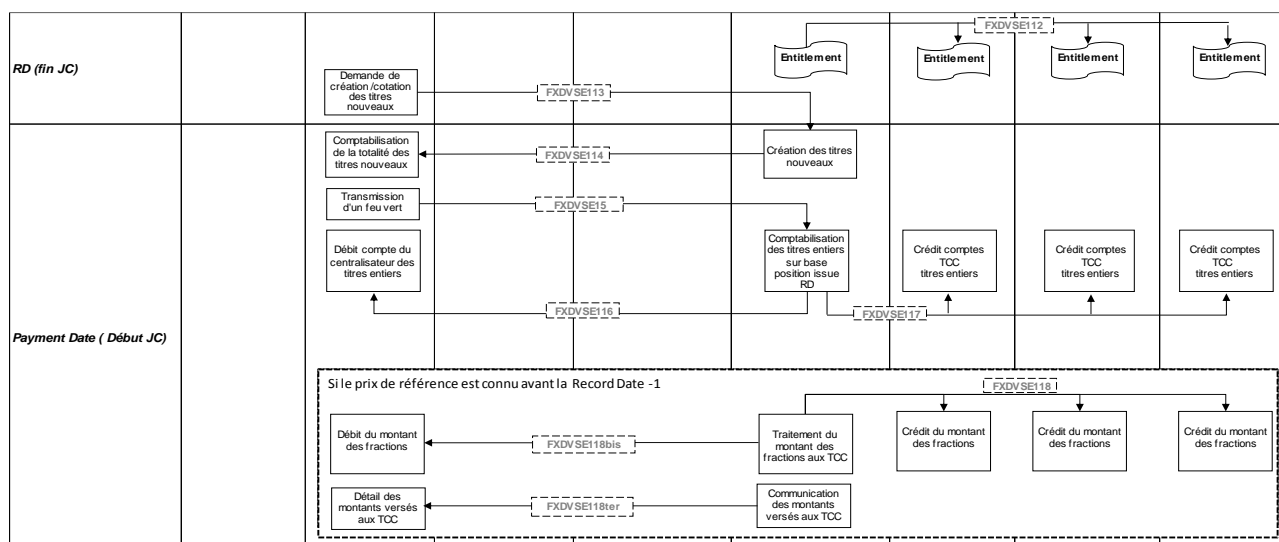 FXDVSE112
Entitlement
Entitlement
Entitlement
Entitlement
RD (fin JC)
Demande de
création /cotation
des titres
nouveaux
FXDVSE113
Comptabilisation
de la totalité des
titres nouveaux
FXDVSE114
Création des titres
nouveaux
Transmission
d'un feu vert
FXDVSE15
Débit compte du
centralisateur des
titres entiers
Comptabilisation
des titres entiers
sur base
position issue
RD
Crédit comptes
TCC
titres entiers
Crédit comptes
TCC
titres entiers
Crédit comptes
TCC
titres entiers
FXDVSE116
FXDVSE117
Payment Date ( Début JC)
Si le prix de référence est connu avant la Record Date -1
FXDVSE118
Débit du montant
des fractions
FXDVSE118bis
Traitement du
montant des
fractions aux TCC
Crédit du montant
des fractions
Crédit du montant
des fractions
Crédit du montant
des fractions
Détail des
montants versés
aux TCC
FXDVSE118ter
Communication
des montants
versés aux TCC